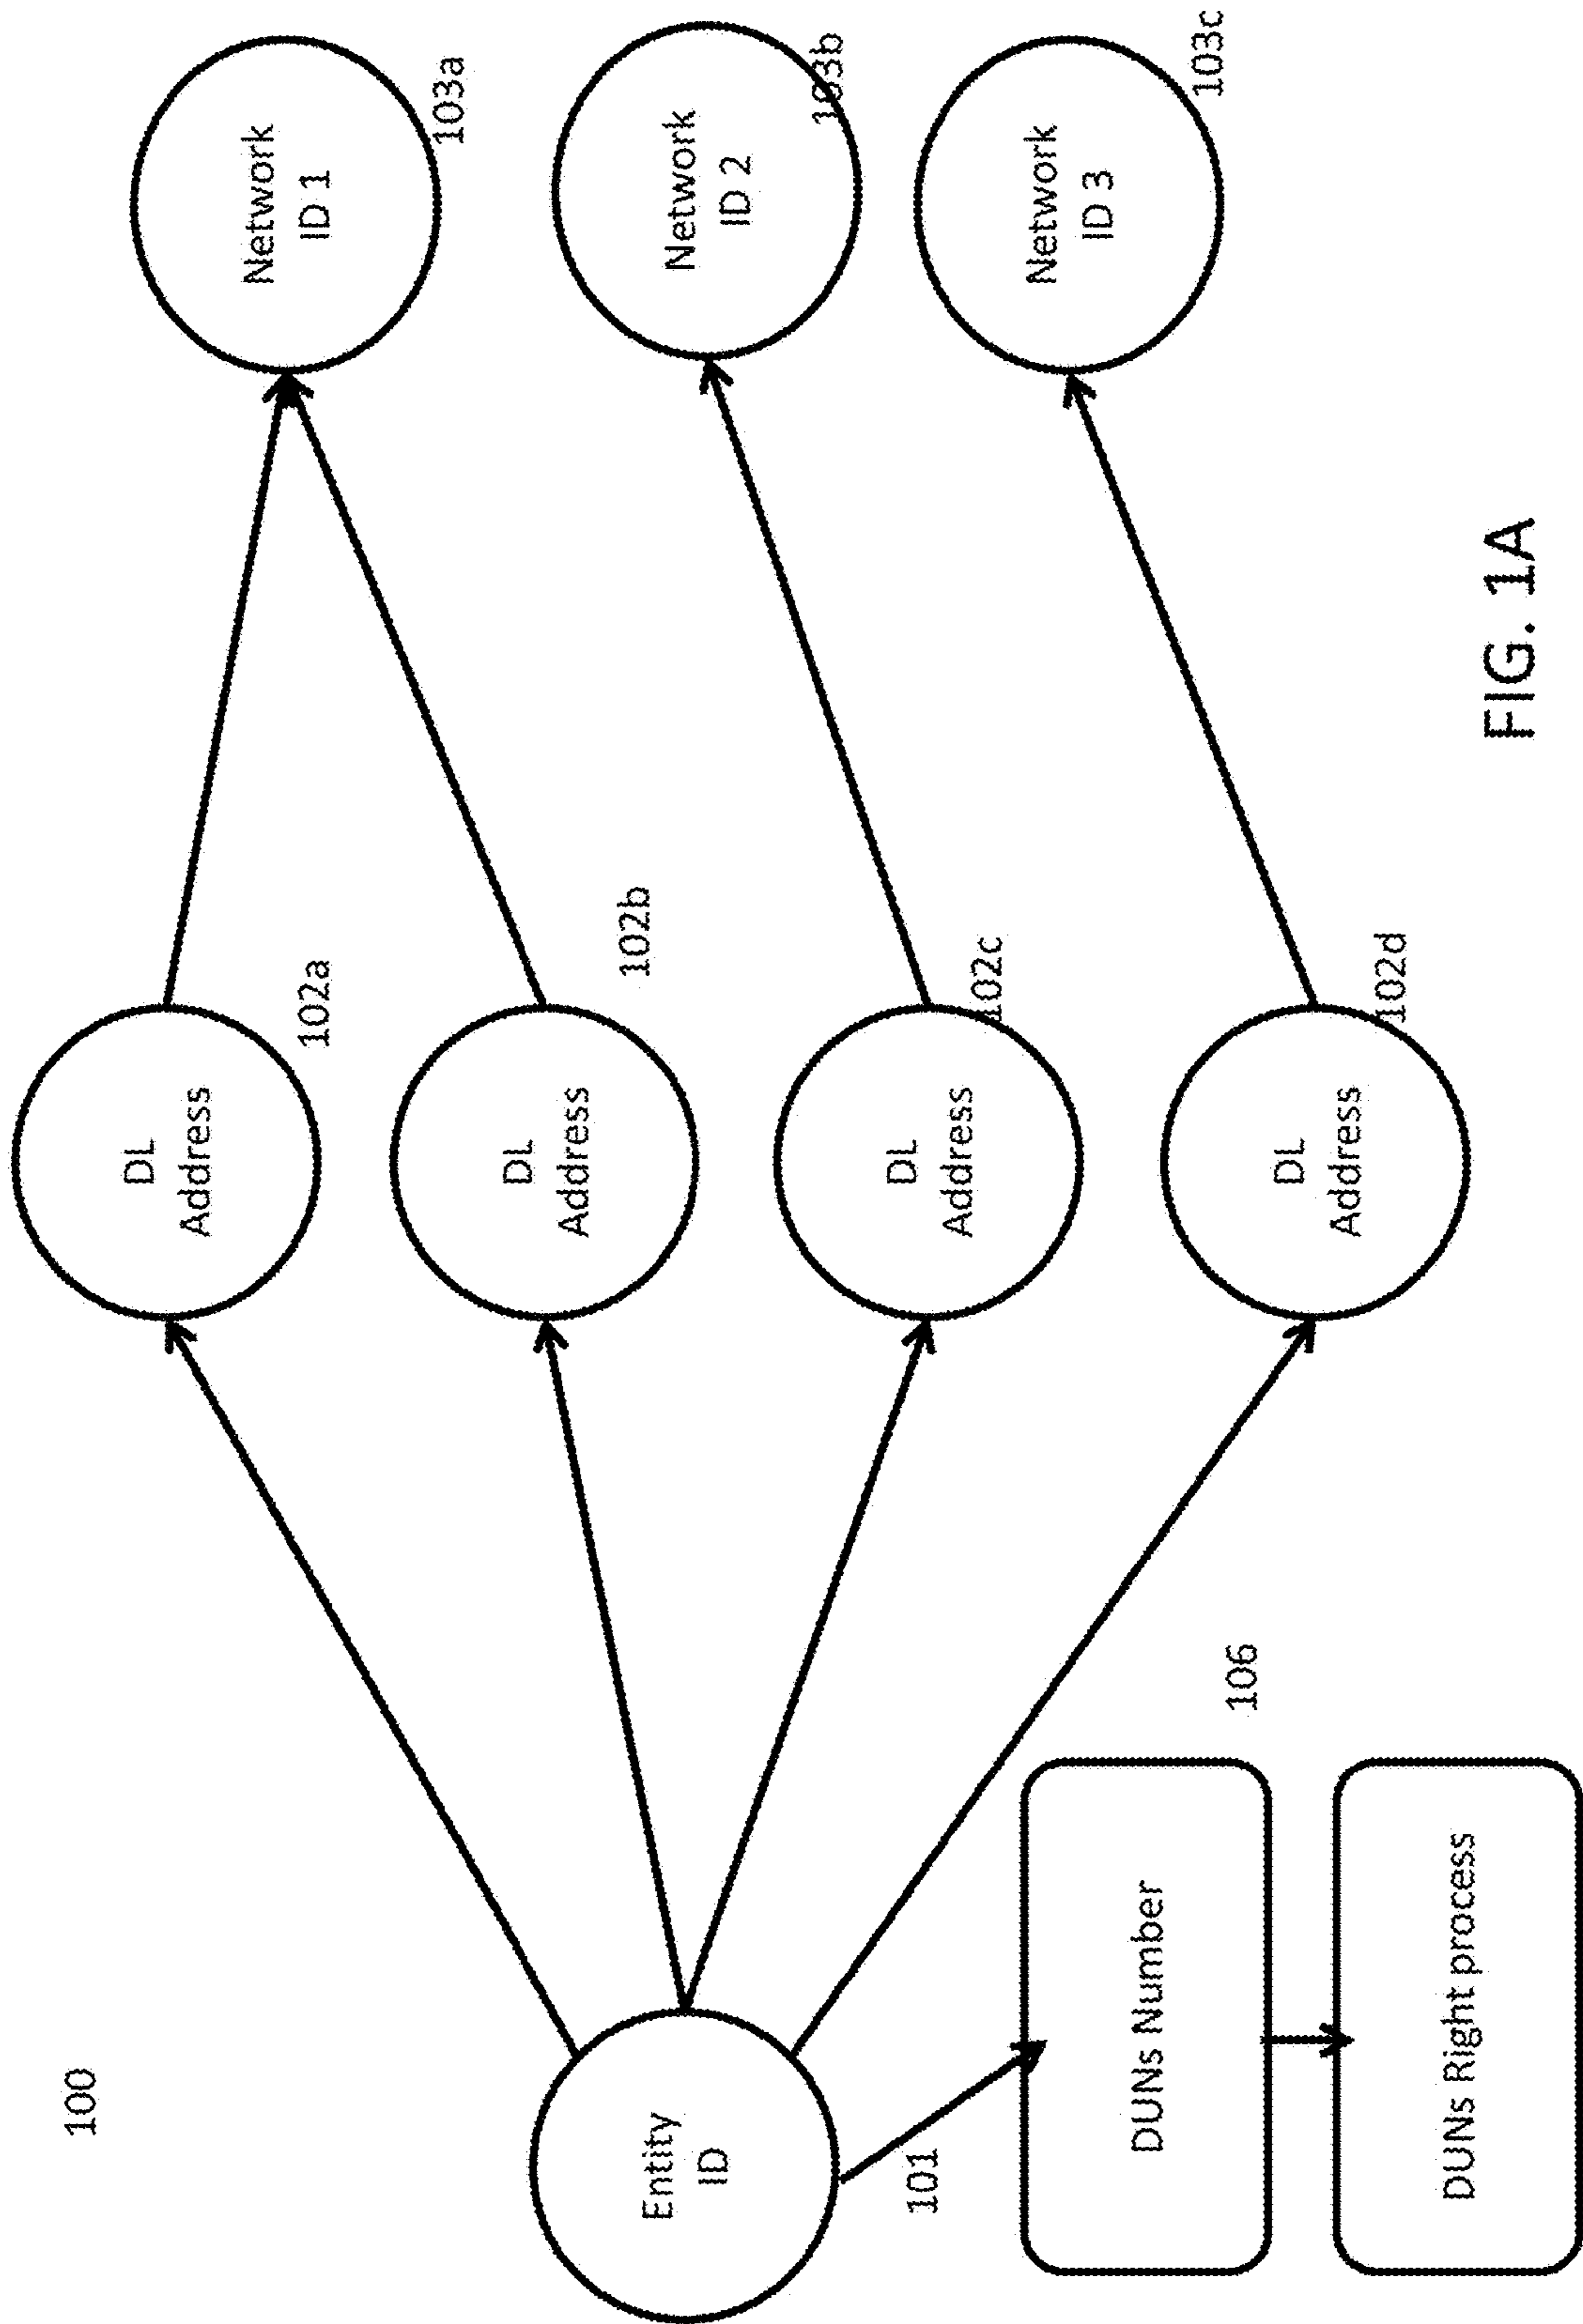 100
Entity
ID
101
DL
Address
102a
DL
Address
102b
DL
Address
102c
DL
Address
102d
Network
ID 1
103a
Network
ID 2
103b
Network
ID 3
103c
DUNs Number
106
DUNs Right process
FIG. 1A